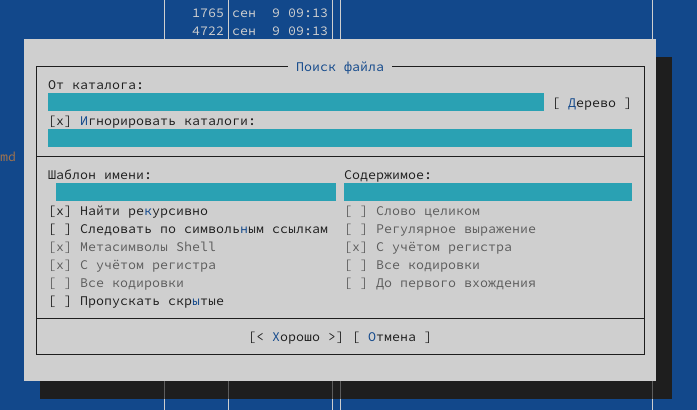 1765 сен 9 09:13
4722 сен 9 09:13
Поиск файла
От каталога:
[ Дерево ]
[x] Игнорировать каталоги:
md
Шаблон имени: Содержимое:
[x] Найти рекурсивно [ ] Слово целиком
[ ] Следовать по символьным ссылкам [ ] Регулярное выражение
[x] Метасимволы Shell [x] С учётом регистра
[x] С учётом регистра [ ] Все кодировки
[ ] Все кодировки [ ] До первого вхождения
[ ] Пропускать скрытые
[< Хорошо >] [ Отмена ]